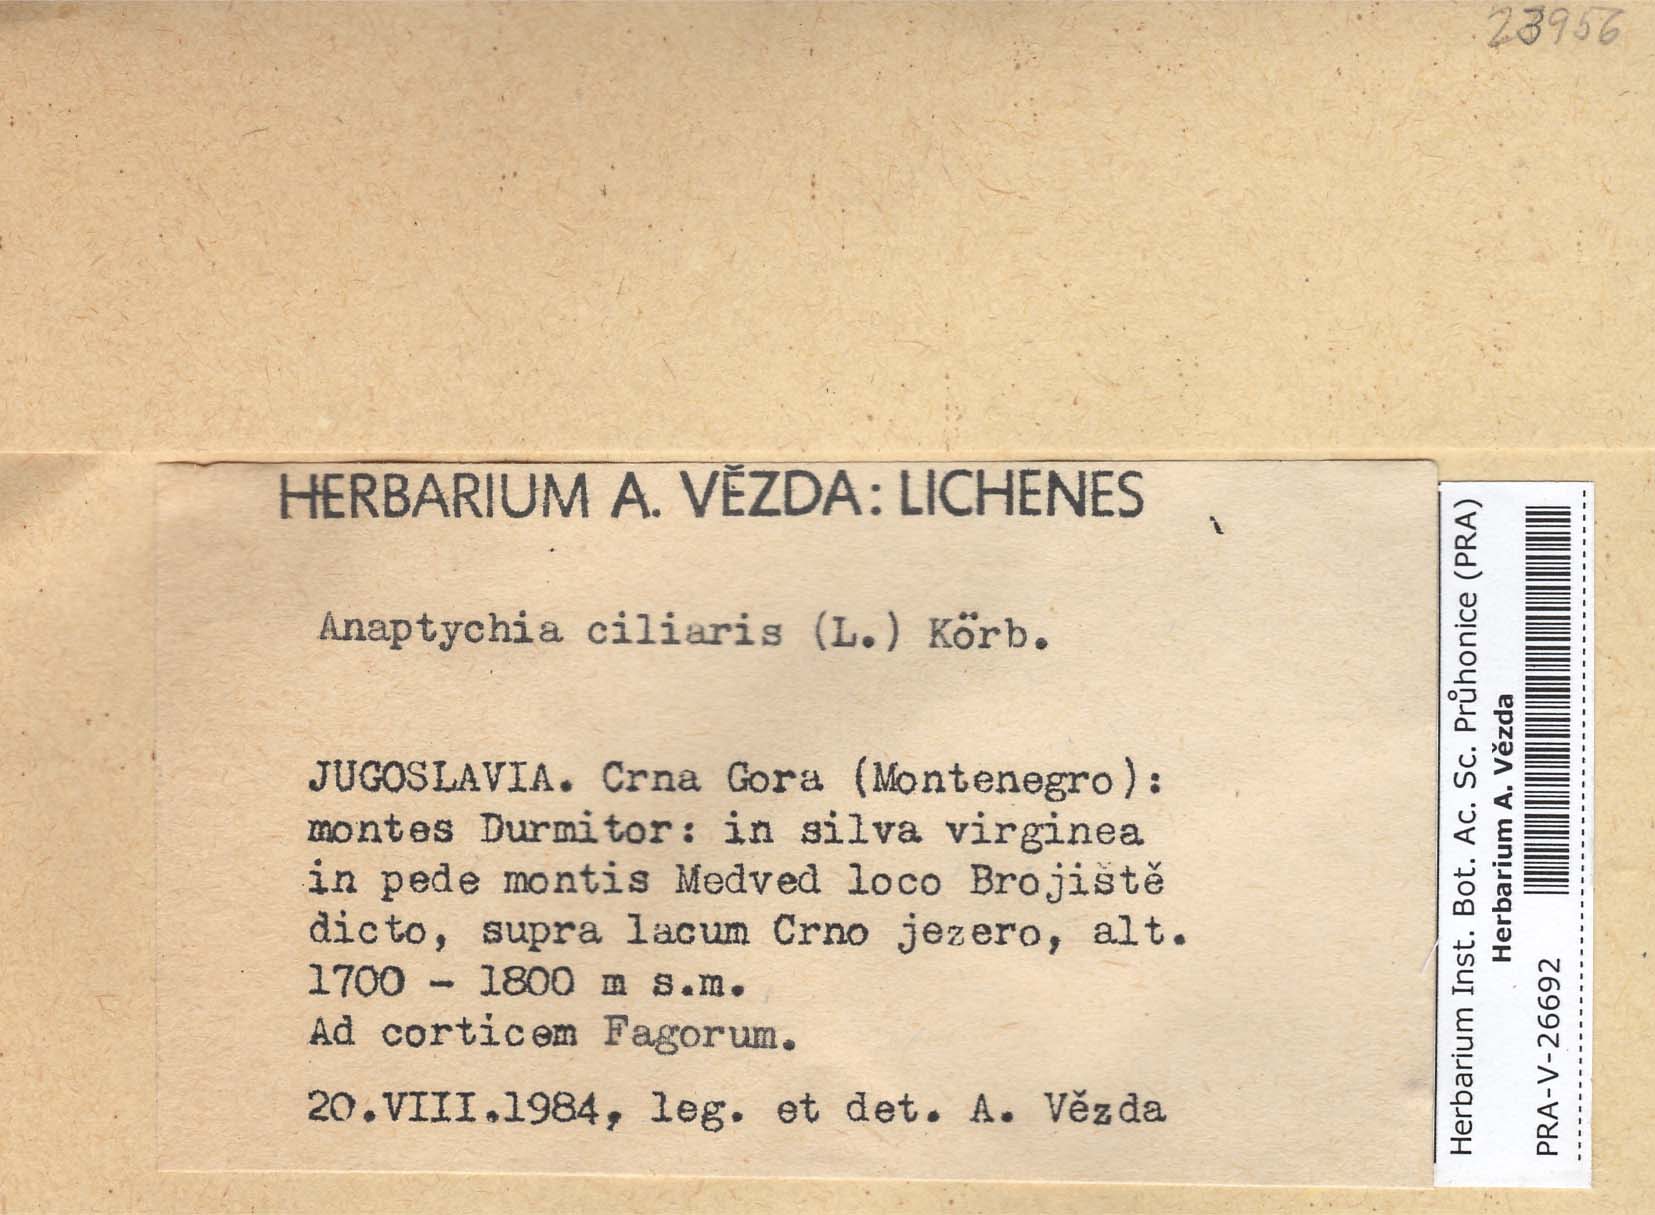 23956
HERBARIUM A. VĚZDA: LICHENES
Anaptychia ciliaris (L.) Körb.
JUGOSLAVIA. Crna Gora (Montenegro):
montes Durmitor: in silva virginea
in pede montis Medved loco Brojiště
dicto, supra lacum Crno jezero, alt.
1700 - 1800 m s.m.
Ad corticem Fagorum.
20.VIII.1984, leg. et det. A. Vězda
Herbarium Inst. Bot. Ac. Sc. Průhonice (PRA)
Herbarium A. Vězda
PRA-V-26692